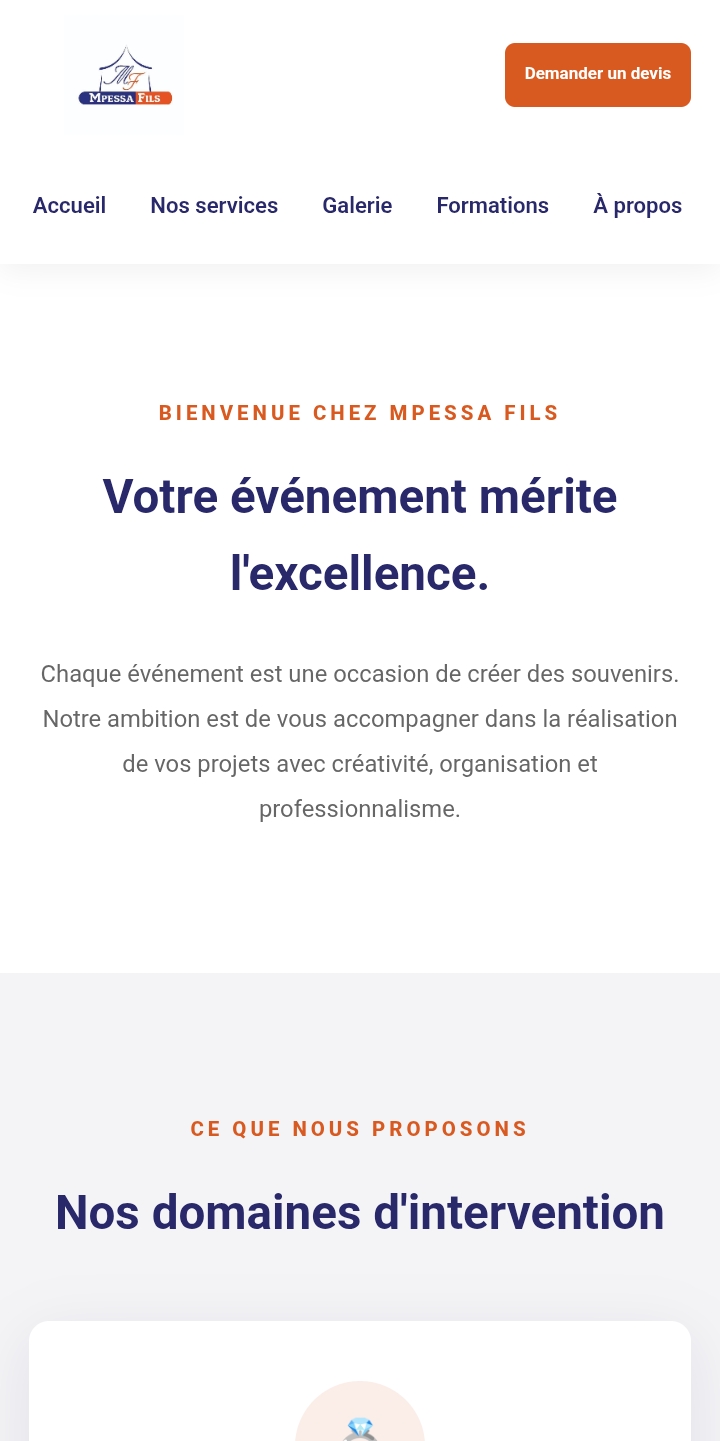 MF
MPESSA FILS
Demander un devis
Accueil Nos services Galerie Formations À propos
BIENVENUE CHEZ MPESSA FILS
Votre événement mérite
l'excellence.
Chaque événement est une occasion de créer des souvenirs.
Notre ambition est de vous accompagner dans la réalisation
de vos projets avec créativité, organisation et
professionnalisme.
CE QUE NOUS PROPOSONS
Nos domaines d'intervention